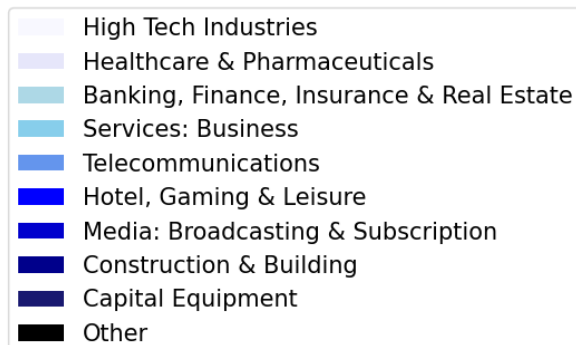 High Tech Industries
Healthcare & Pharmaceuticals
Banking, Finance, Insurance & Real Estate
Services: Business
Telecommunications
Hotel, Gaming & Leisure
Media: Broadcasting & Subscription
Construction & Building
Capital Equipment
Other